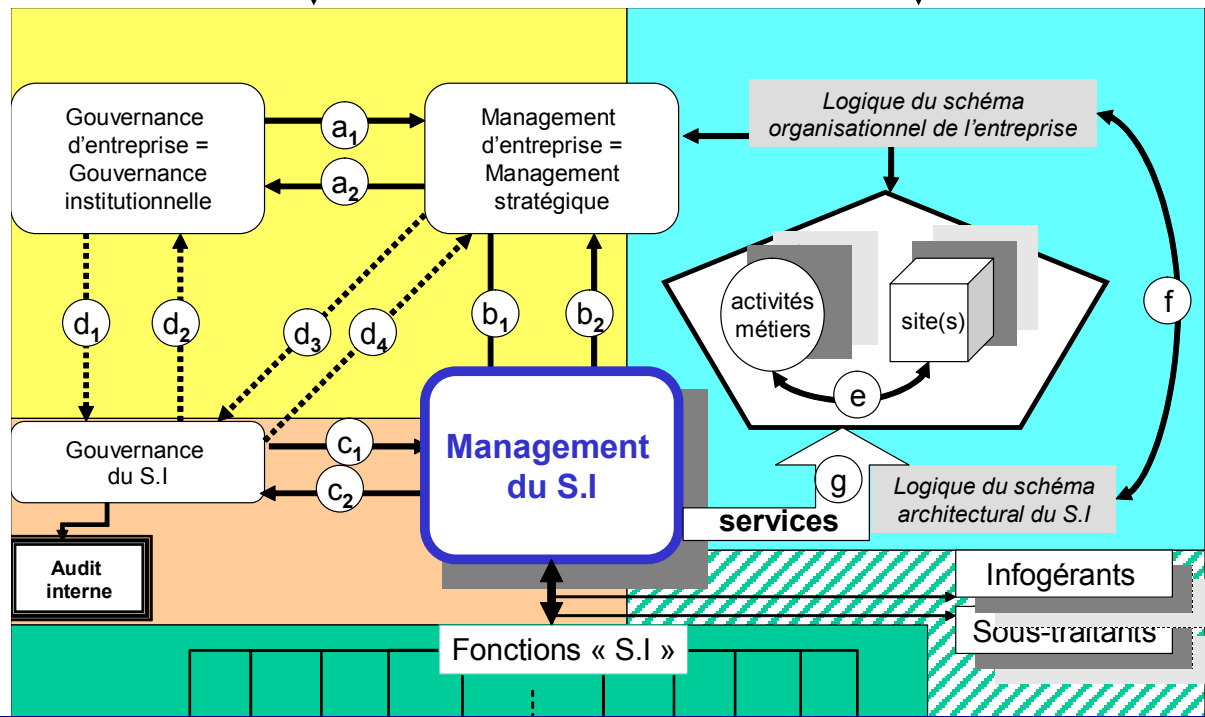 Gouvernance
d'entreprise =
Gouvernance
institutionnelle
a1
a2
Management
d'entreprise =
Management
stratégique
Logique du schéma
organisationnel de l'entreprise
d1
d2
d3
d4
b1
b2
activités
métiers
site(s)
e
f
Gouvernance
du S.I
c1
c2
Management
du S.I
g
services
Logique du schéma
architectural du S.I
Audit
interne
Infogérants
Sous-traitants
Fonctions « S.I »